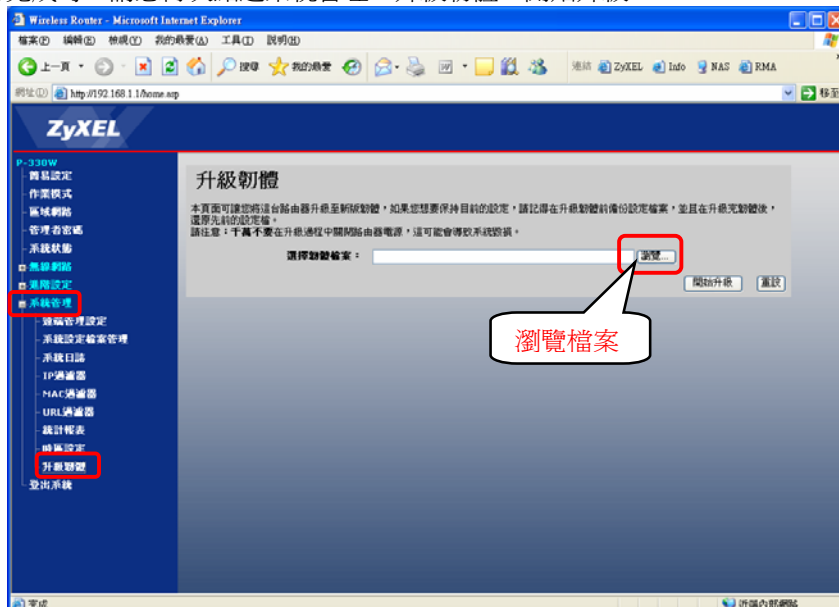 Wireless Router - Microsoft Internet Explorer
檔案(F) 編輯(E) 檢視(V) 我的最愛(A) 工具(T) 說明(H)
上一頁 搜尋 我的最愛 連結 ZyXEL Info NAS RMA
網址(D) http://192.168.1.1/home.asp 移至
ZyXEL
P-330W
簡易設定
作業模式
區域網路
管理者密碼
系統狀態
無線網路
進階設定
系統管理
遠端管理設定
系統設定檔案管理
系統日誌
IP過濾器
MAC過濾器
URL過濾器
統計報表
時區設定
升級韌體
登出系統
升級韌體
本頁面可讓您將這台路由器升級至新版韌體，如果您想要保持目前的設定，請記得在升級韌體前備份設定檔案，並且在升級完韌體後，
還原先前的設定檔。
請注意：千萬不要在升級過程中關閉路由器電源，這可能會導致系統毀損。
選擇韌體檔案：
瀏覽...
開始升級 重設
瀏覽檔案
完成 近端內部網路